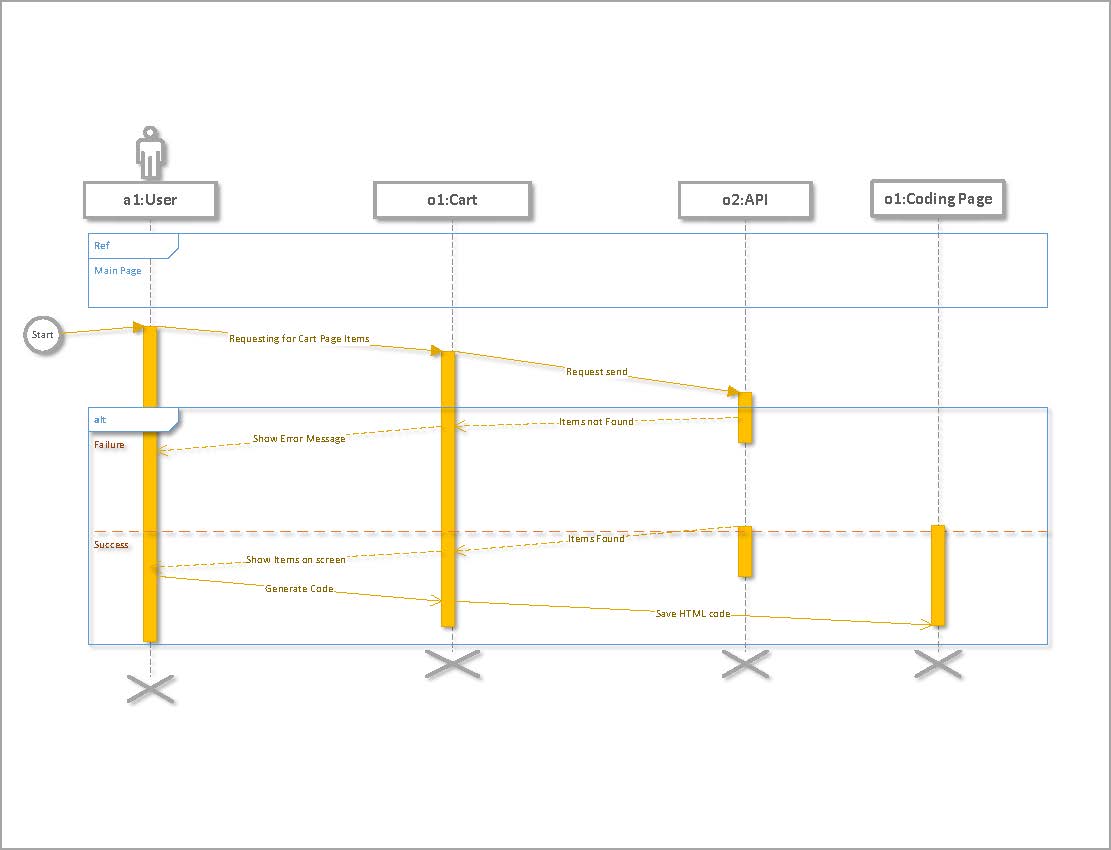 a1:User
o1:Cart
o2:API
o1:Coding Page
Ref
Main Page
Start
Requesting for Cart Page Items
Request send
alt
Items not Found
Show Error Message
Failure
Items Found
Success
Show Items on screen
Generate Code
Save HTML code